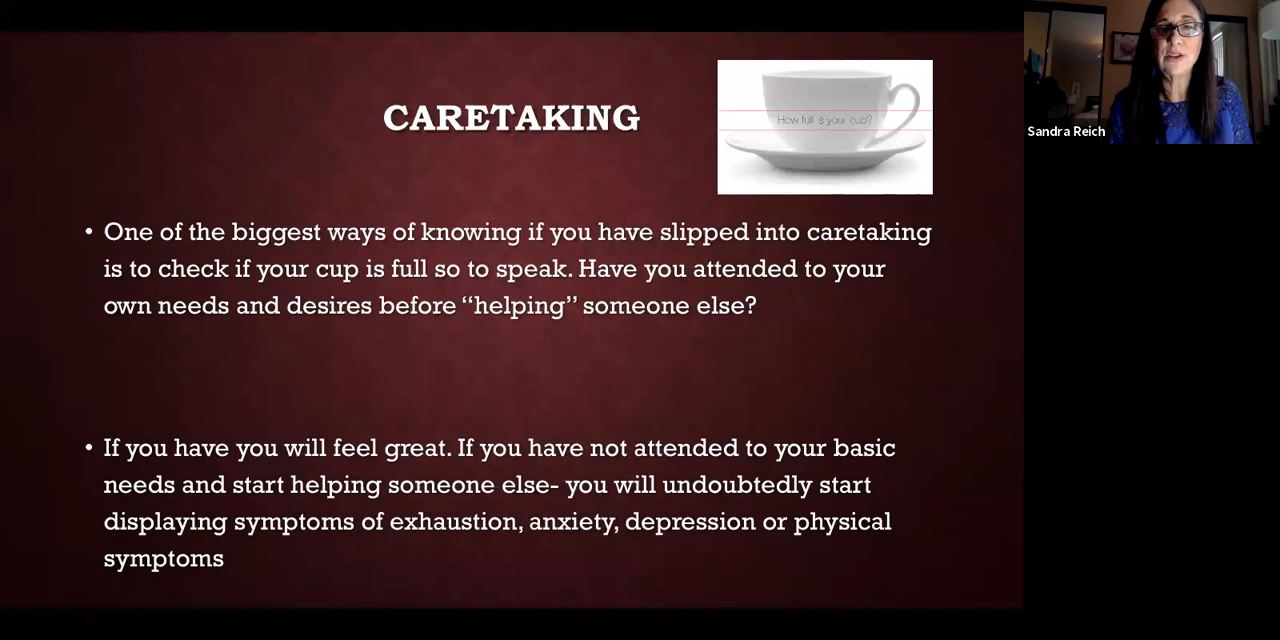 CARETAKING
How full is your cup?
Sandra Reich
• One of the biggest ways of knowing if you have slipped into caretaking
is to check if your cup is full so to speak. Have you attended to your
own needs and desires before “helping” someone else?
• If you have you will feel great. If you have not attended to your basic
needs and start helping someone else- you will undoubtedly start
displaying symptoms of exhaustion, anxiety, depression or physical
symptoms